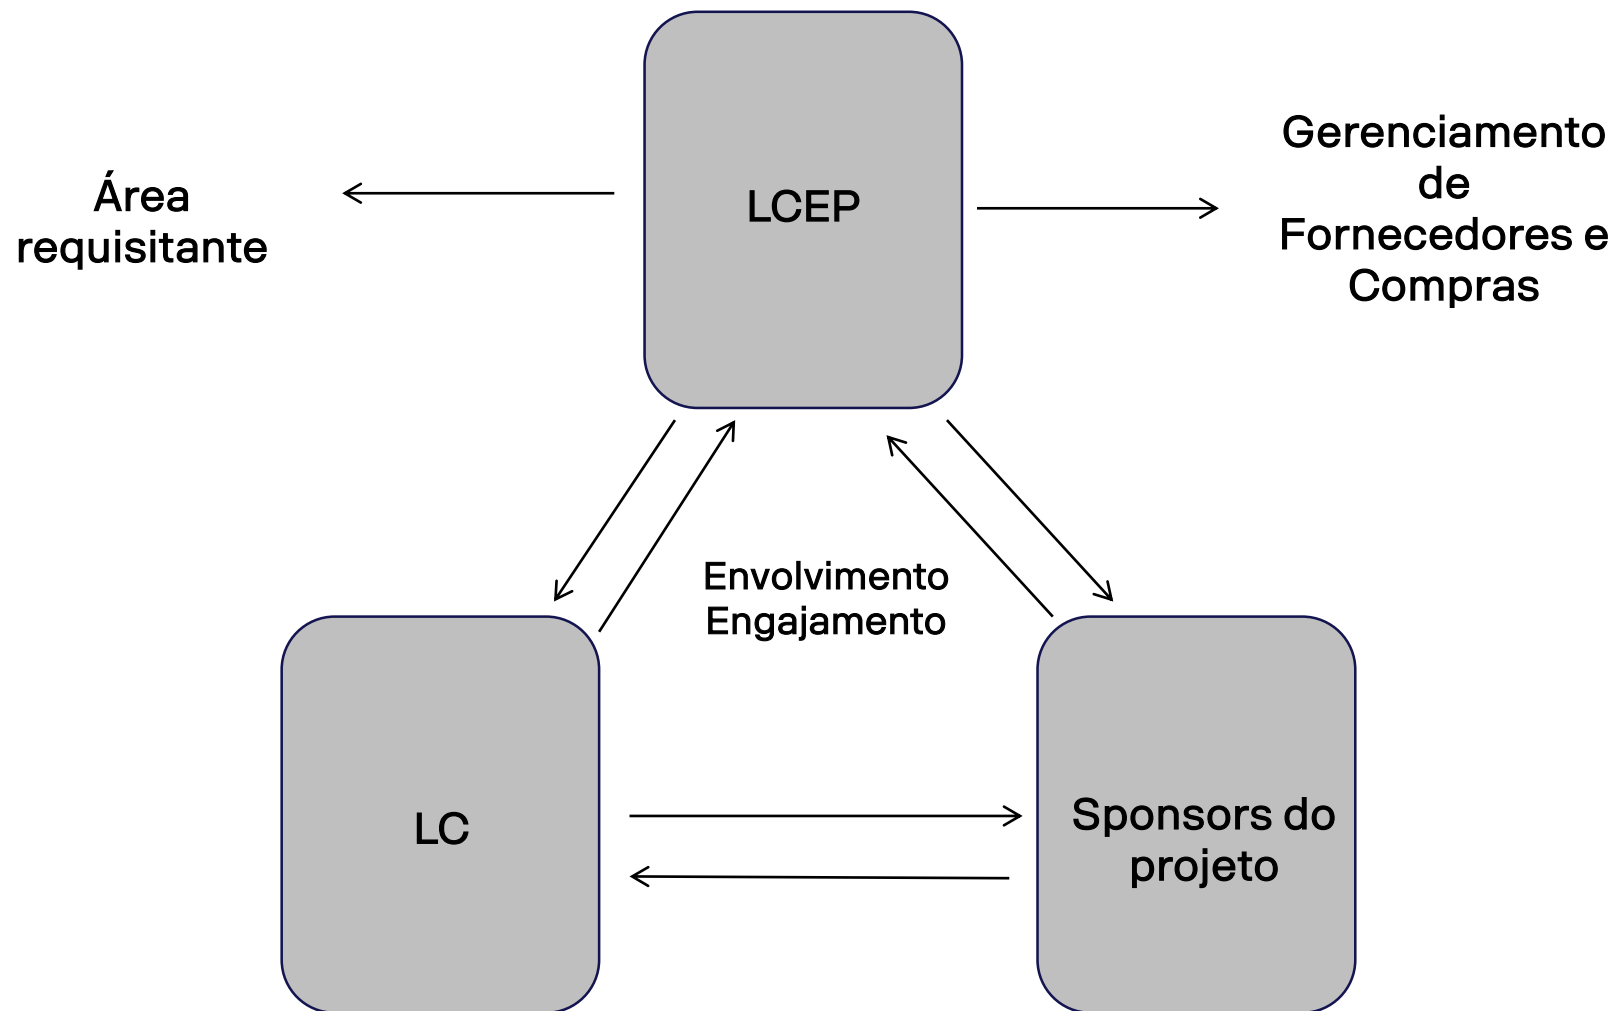 Área
requisitante
LCEP
Gerenciamento
de
Fornecedores e
Compras
Envolvimento
Engajamento
LC
Sponsors do
projeto